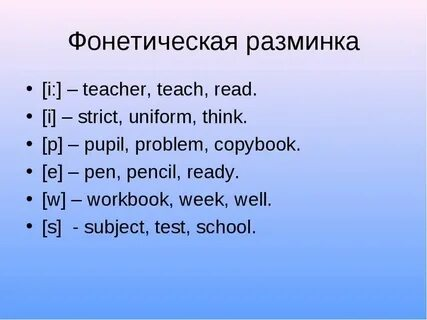 Фонетическая разминка
• [i:] – teacher, teach, read.
• [i] – strict, uniform, think.
• [p] – pupil, problem, copybook.
• [e] – pen, pencil, ready.
• [w] – workbook, week, well.
• [s]  - subject, test, school.